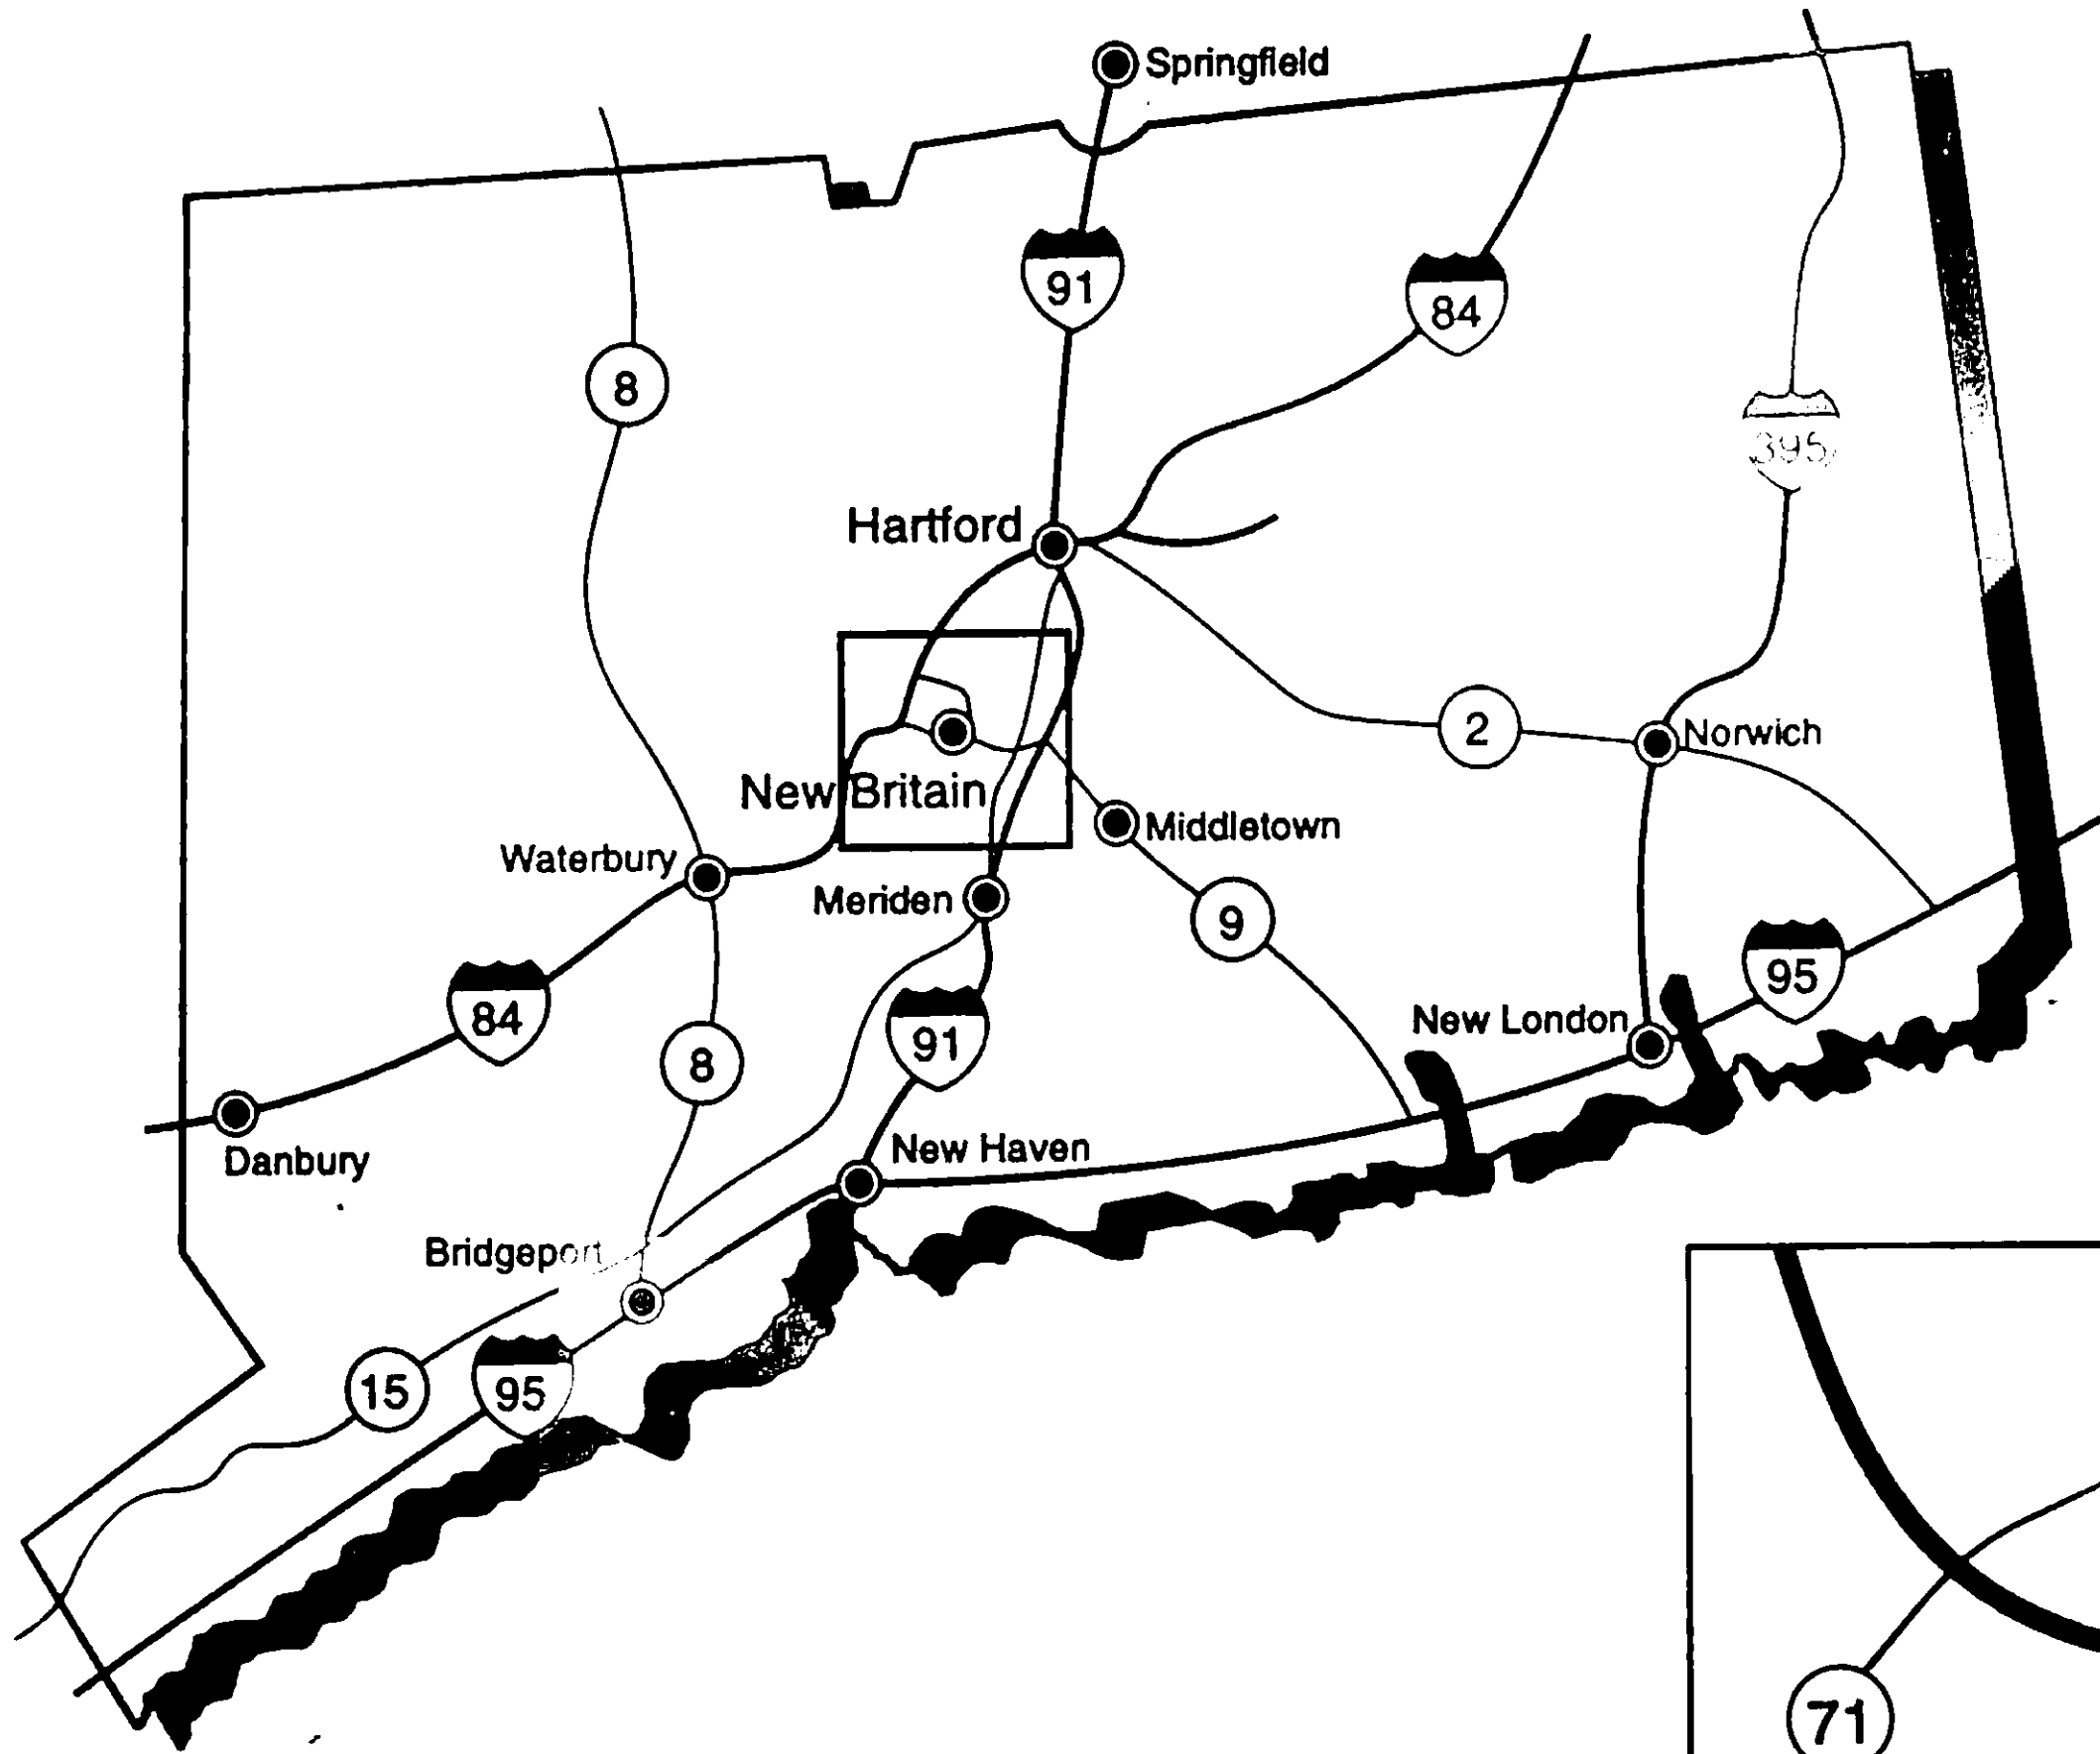 Springfield
91
84
8
395
Hartford
2
Norwich
New Britain
Middletown
Waterbury
Meriden
9
95
84
91
New London
8
Danbury
New Haven
Bridgeport
15
95
71